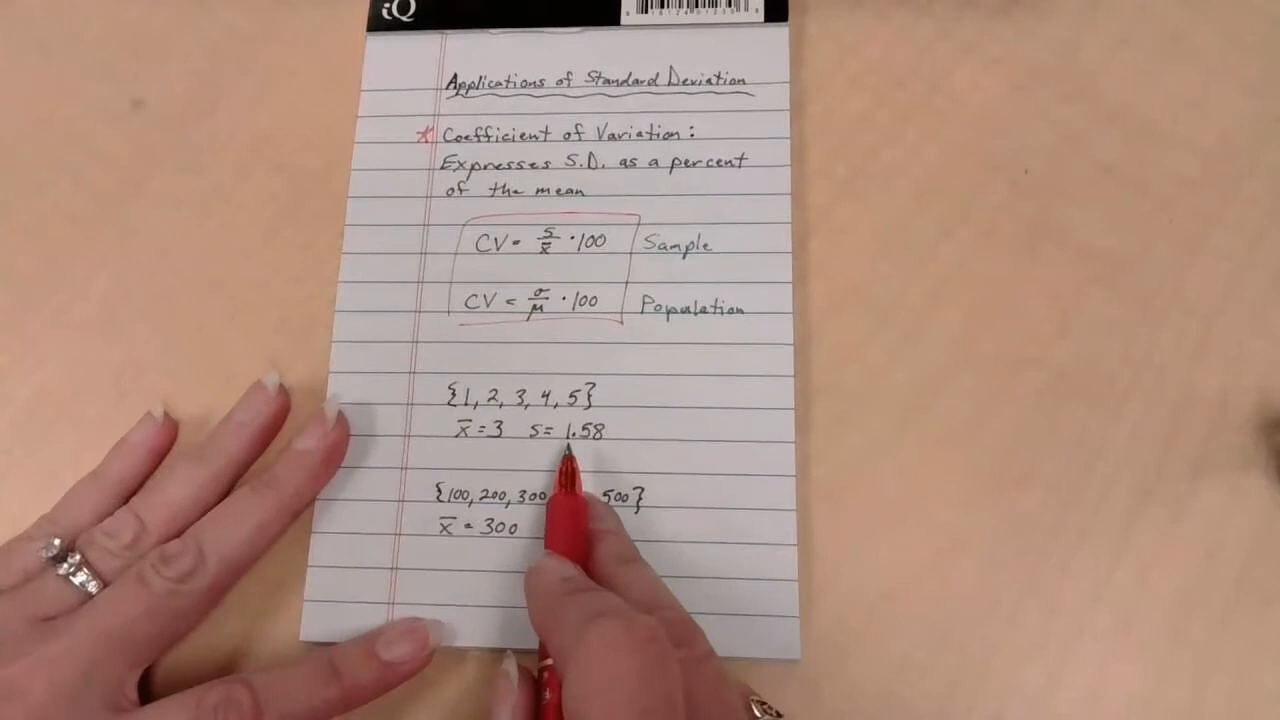 iQ
Applications of Standard Deviation
* Coefficient of Variation:
Expresses S.D. as a percent
of the mean
CV = s/x̄ · 100 Sample
CV = σ/μ · 100 Population
{1, 2, 3, 4, 5}
x̄ = 3 s = 1.58
{100, 200, 300 500}
x̄ = 300